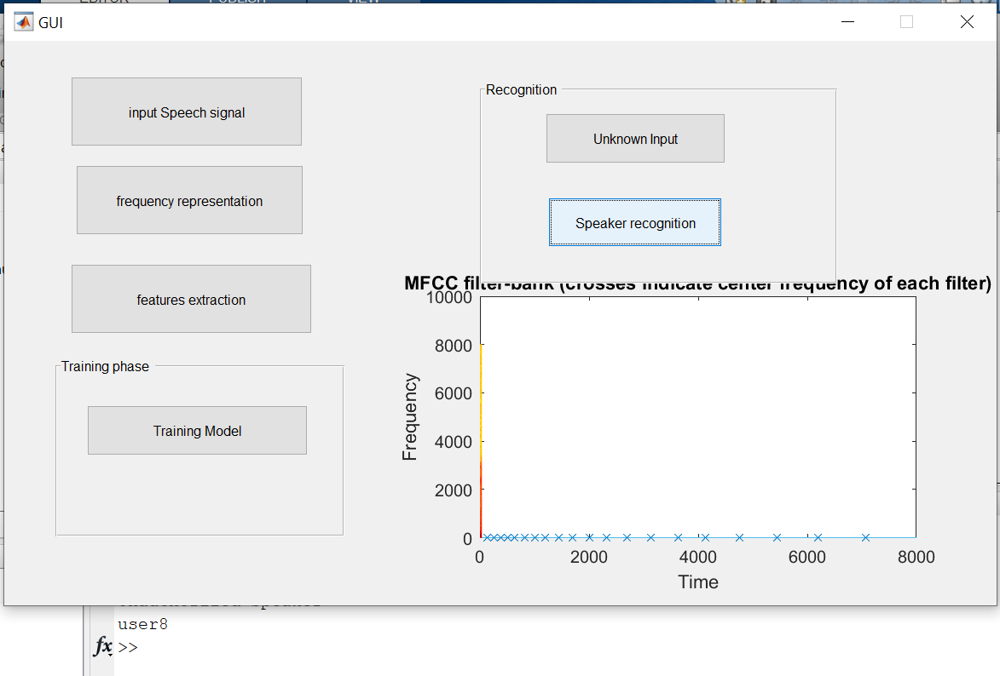 GUI
input Speech signal
frequency representation
features extraction
Training phase
Training Model
Recognition
Unknown Input
Speaker recognition
MFCC filter-bank (crosses indicate center frequency of each filter)
10000
8000
6000
4000
2000
0
Frequency
0 2000 4000 6000 8000
Time
user8
fx >>